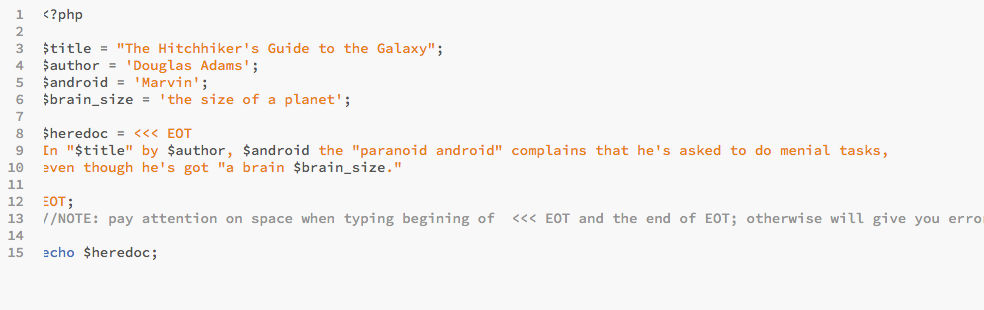 1 <?php
2
3 $title = "The Hitchhiker's Guide to the Galaxy";
4 $author = 'Douglas Adams';
5 $android = 'Marvin';
6 $brain_size = 'the size of a planet';
7
8 $heredoc = <<< EOT
9 In "$title" by $author, $android the "paranoid android" complains that he's asked to do menial tasks,
10 even though he's got "a brain $brain_size."
11
12 EOT;
13 //NOTE: pay attention on space when typing begining of  <<< EOT and the end of EOT; otherwise will give you
14
15 echo $heredoc;